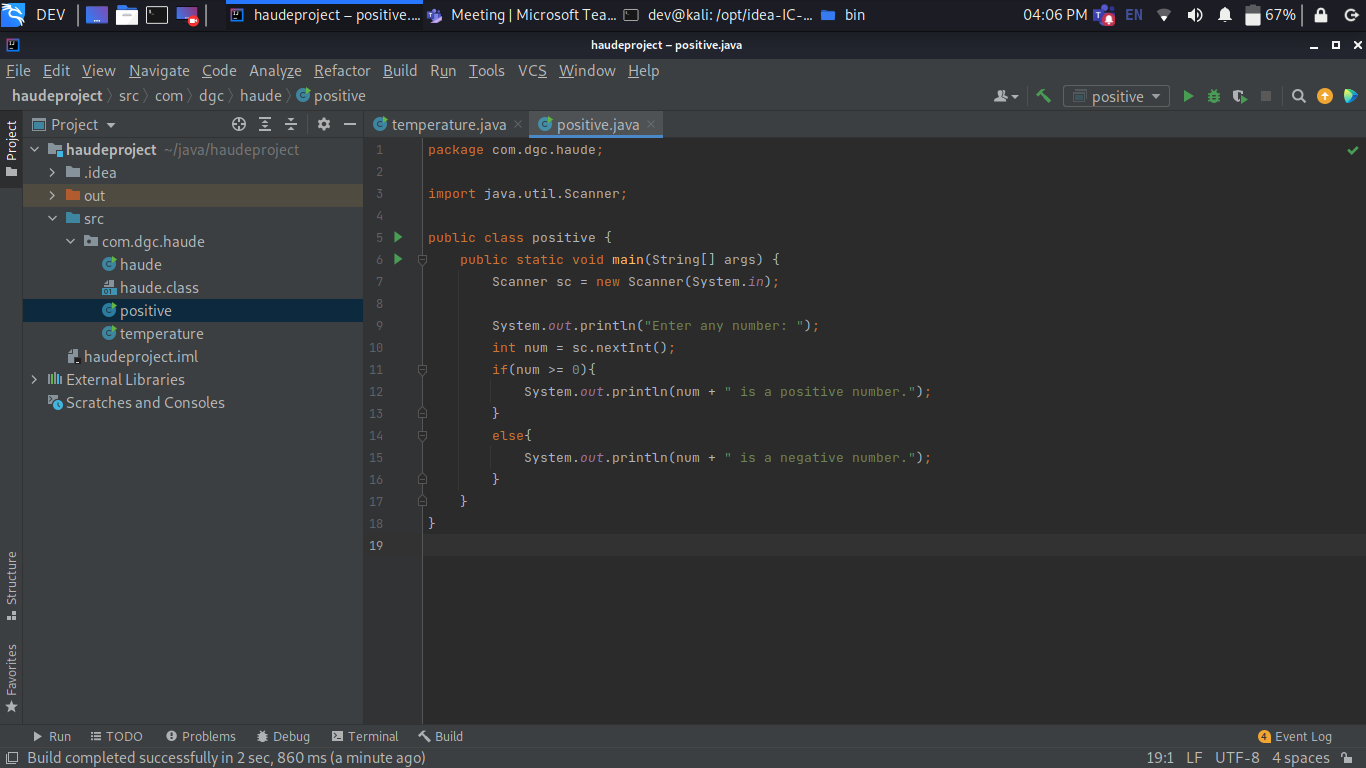 DEV
haudeproject – positive....
Meeting | Microsoft Tea...
dev@kali: /opt/idea-IC-...
bin
04:06 PM
EN
67%
haudeproject – positive.java
File Edit View Navigate Code Analyze Refactor Build Run Tools VCS Window Help
haudeproject src com dgc haude positive
positive
Project
Project
temperature.java
positive.java
haudeproject ~/java/haudeproject
.idea
out
src
com.dgc.haude
haude
haude.class
positive
temperature
haudeproject.iml
External Libraries
Scratches and Consoles
1 package com.dgc.haude;
2
3 import java.util.Scanner;
4
5 public class positive {
6 public static void main(String[] args) {
7 Scanner sc = new Scanner(System.in);
8
9 System.out.println("Enter any number: ");
10 int num = sc.nextInt();
11 if(num >= 0){
12 System.out.println(num + " is a positive number.");
13 }
14 else{
15 System.out.println(num + " is a negative number.");
16 }
17 }
18 }
19
Structure
Favorites
Run TODO Problems Debug Terminal Build
4 Event Log
Build completed successfully in 2 sec, 860 ms (a minute ago)
19:1 LF UTF-8 4 spaces